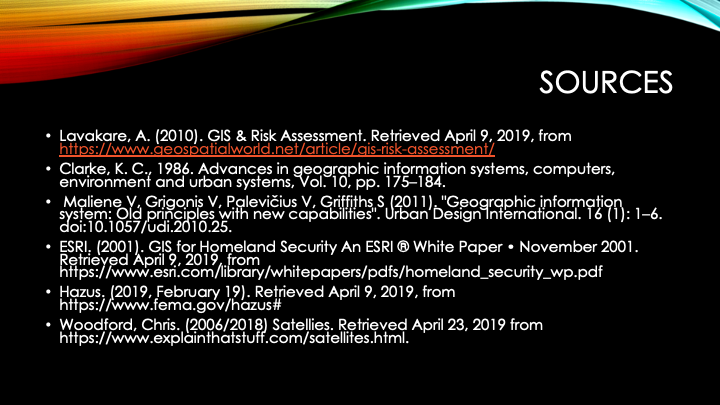 SOURCES
• Lavakare, A. (2010). GIS & Risk Assessment. Retrieved April 9, 2019, from
https://www.geospatialworld.net/article/gis-risk-assessment/
• Clarke, K. C., 1986. Advances in geographic information systems, computers,
environment and urban systems, Vol. 10, pp. 175–184.
• Maliene V, Grigonis V, Palevičius V, Griffiths S (2011). "Geographic information
system: Old principles with new capabilities". Urban Design International. 16 (1): 1–6.
doi:10.1057/udi.2010.25.
• ESRI. (2001). GIS for Homeland Security An ESRI ® White Paper • November 2001.
Retrieved April 9, 2019, from
https://www.esri.com/library/whitepapers/pdfs/homeland_security_wp.pdf
• Hazus. (2019, February 19). Retrieved April 9, 2019, from
https://www.fema.gov/hazus#
• Woodford, Chris. (2006/2018) Satellies. Retrieved April 23, 2019 from
https://www.explainthatstuff.com/satellites.html.